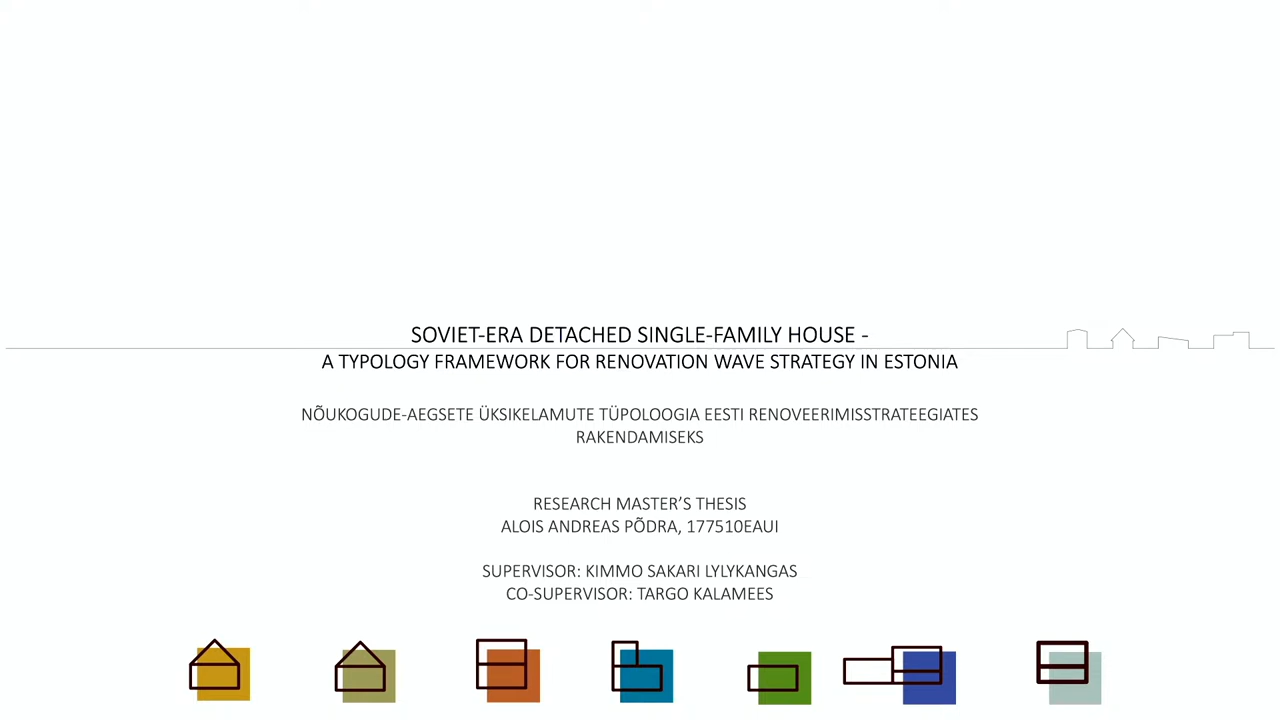 SOVIET-ERA DETACHED SINGLE-FAMILY HOUSE -
A TYPOLOGY FRAMEWORK FOR RENOVATION WAVE STRATEGY IN ESTONIA
NÕUKOGUDE-AEGSETE ÜKSIKELAMUTE TÜPOLOOGIA EESTI RENOVEERIMISSTRATEEGIATES
RAKENDAMISEKS
RESEARCH MASTER’S THESIS
ALOIS ANDREAS PÕDRA, 177510EAUI
SUPERVISOR: KIMMO SAKARI LYLYKANGAS
CO-SUPERVISOR: TARGO KALAMEES